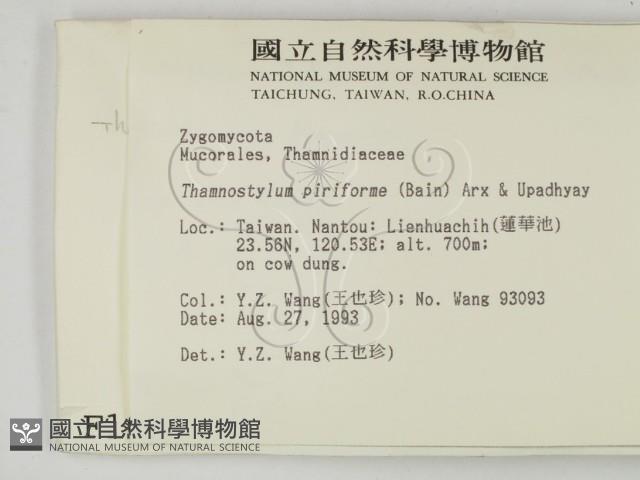 國立自然科學博物館
NATIONAL MUSEUM OF NATURAL SCIENCE
TAICHUNG, TAIWAN, R.O.CHINA
Th
Zygomycota
Mucorales, Thamnidiaceae
Thamnostylum piriforme (Bain) Arx & Upadhyay
Loc.: Taiwan. Nantou: Lienhuachih(蓮華池)
23.56N, 120.53E; alt. 700m;
on cow dung.
Col.: Y.Z. Wang(王也珍); No. Wang 93093
Date: Aug. 27, 1993
Det.: Y.Z. Wang(王也珍)
國立自然科學博物館
NATIONAL MUSEUM OF NATURAL SCIENCE